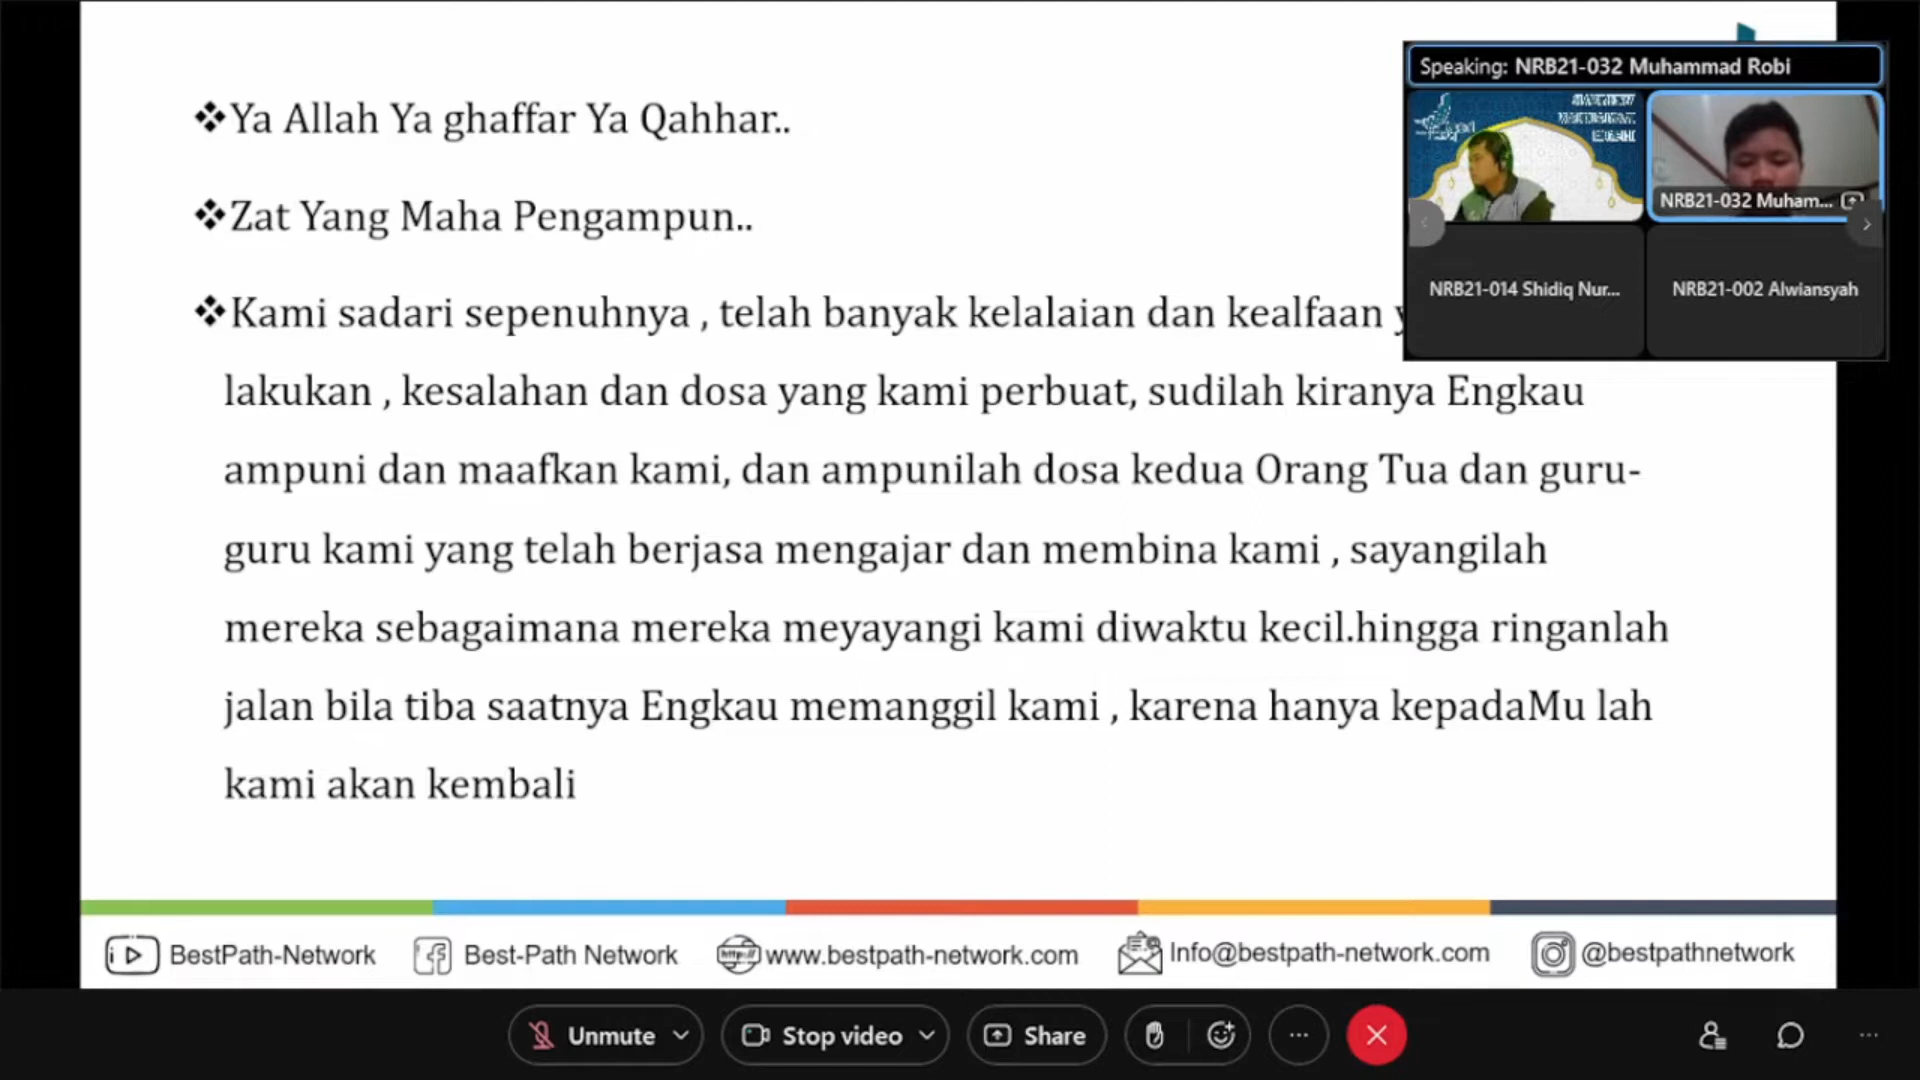 Speaking: NRB21-032 Muhammad Robi
❖Ya Allah Ya ghaffar Ya Qahhar..
❖Zat Yang Maha Pengampun..
NRB21-032 Muham...
NRB21-014 Shidiq Nur...
NRB21-002 Alwiansyah
❖Kami sadari sepenuhnya , telah banyak kelalaian dan kealfaan
lakukan , kesalahan dan dosa yang kami perbuat, sudilah kiranya Engkau
ampuni dan maafkan kami, dan ampunilah dosa kedua Orang Tua dan guru-
guru kami yang telah berjasa mengajar dan membina kami , sayangilah
mereka sebagaimana mereka meyayangi kami diwaktu kecil.hingga ringanlah
jalan bila tiba saatnya Engkau memanggil kami , karena hanya kepadaMu lah
kami akan kembali
BestPath-Network
Best-Path Network
http://
www.bestpath-network.com
Info@bestpath-network.com
@bestpathnetwork
Unmute
Stop video
Share